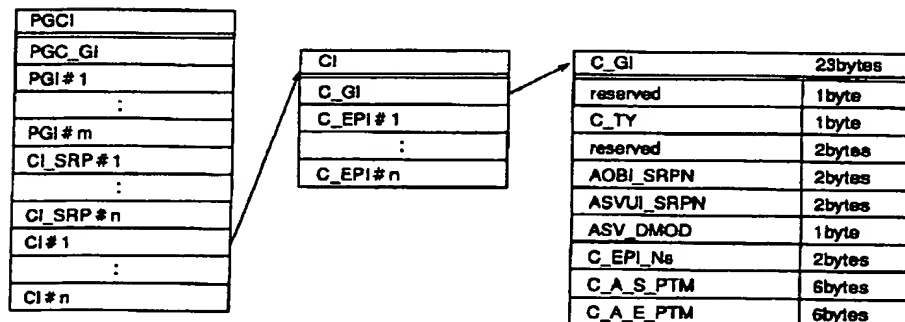 PGCI
PGC_GI
PGI#1
:
PGI#m
CI_SRP#1
:
CI_SRP#n
CI#1
:
CI#n
CI
C_GI
C_EPI#1
:
C_EPI#n
C_GI 23bytes
reserved 1byte
C_TY 1byte
reserved 2bytes
AOBI_SRPN 2bytes
ASVUI_SRPN 2bytes
ASV_DMOD 1byte
C_EPI_Ns 2bytes
C_A_S_PTM 6bytes
C_A_E_PTM 6bytes